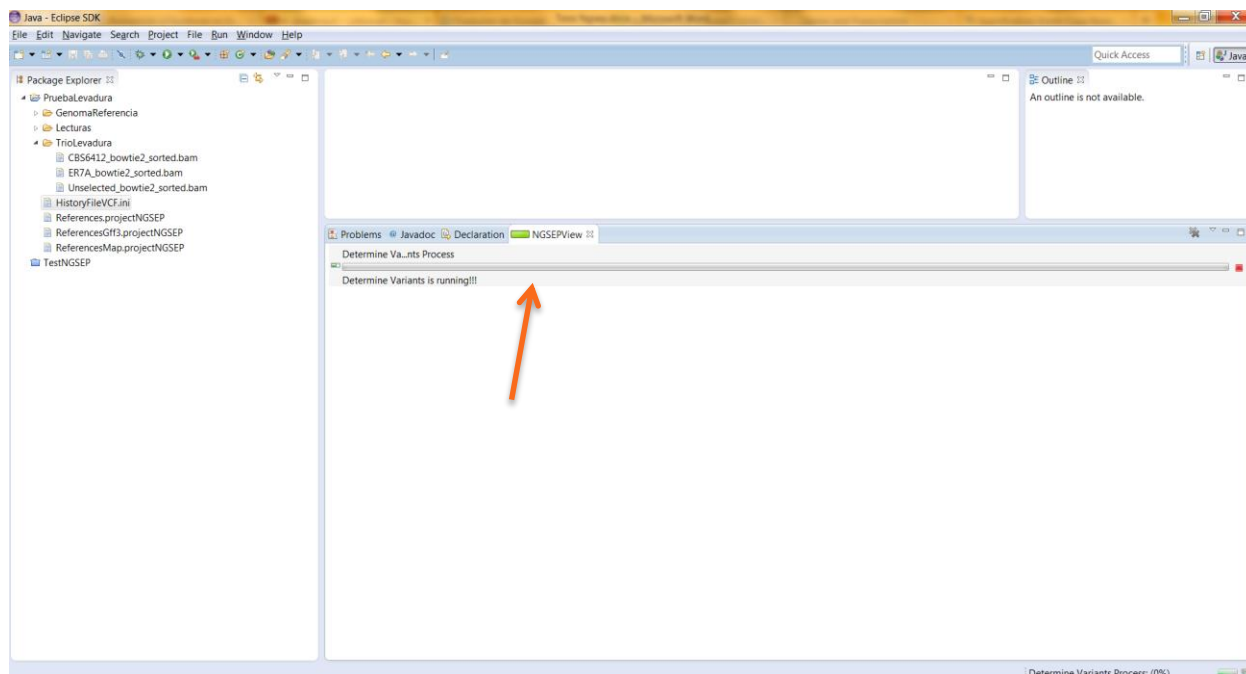 Java - Eclipse SDK
File Edit Navigate Search Project File Run Window Help
Quick Access
Java
Package Explorer
PruebaLevadura
GenomaReferencia
Lecturas
TrioLevadura
CBS6412_bowtie2_sorted.bam
ER7A_bowtie2_sorted.bam
Unselected_bowtie2_sorted.bam
HistoryFileVCF.ini
References.projectNGSEP
ReferencesGff3.projectNGSEP
ReferencesMap.projectNGSEP
TestNGSEP
Outline
An outline is not available.
Problems @ Javadoc Declaration NGSEPView
Determine Va...nts Process
Determine Variants is running!!!
Determine Variants Process: (0%)